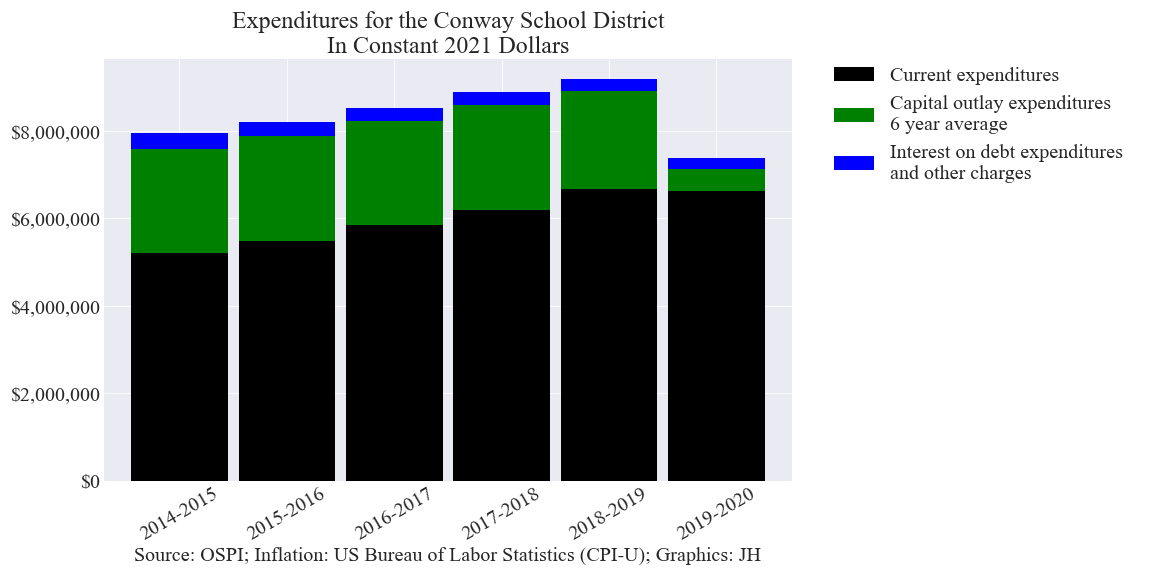 Expenditures for the Conway School District
In Constant 2021 Dollars
Current expenditures
Capital outlay expenditures
6 year average
Interest on debt expenditures
and other charges
$8,000,000
$6,000,000
$4,000,000
$2,000,000
$0
2014-2015
2015-2016
2016-2017
2017-2018
2018-2019
2019-2020
Source: OSPI; Inflation: US Bureau of Labor Statistics (CPI-U); Graphics: JH